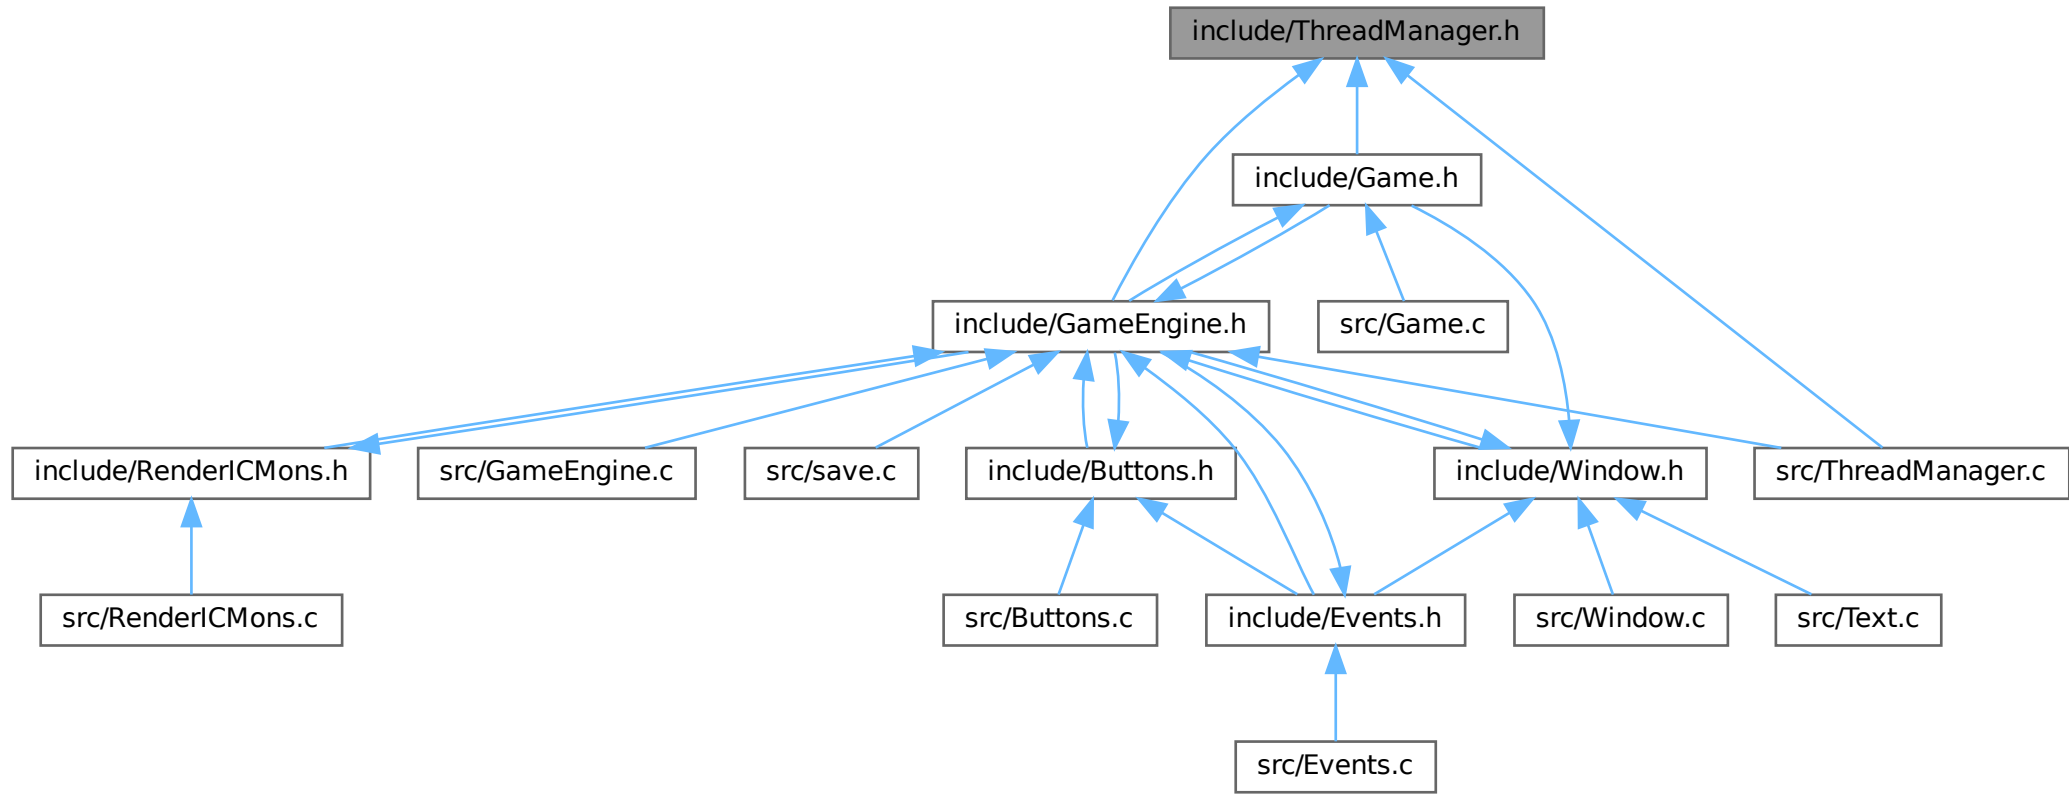 include/ThreadManager.h
include/Game.h
include/GameEngine.h
src/Game.c
include/RenderICMons.h
src/GameEngine.c
src/save.c
include/Buttons.h
include/Window.h
src/ThreadManager.c
src/RenderICMons.c
src/Buttons.c
include/Events.h
src/Window.c
src/Text.c
src/Events.c